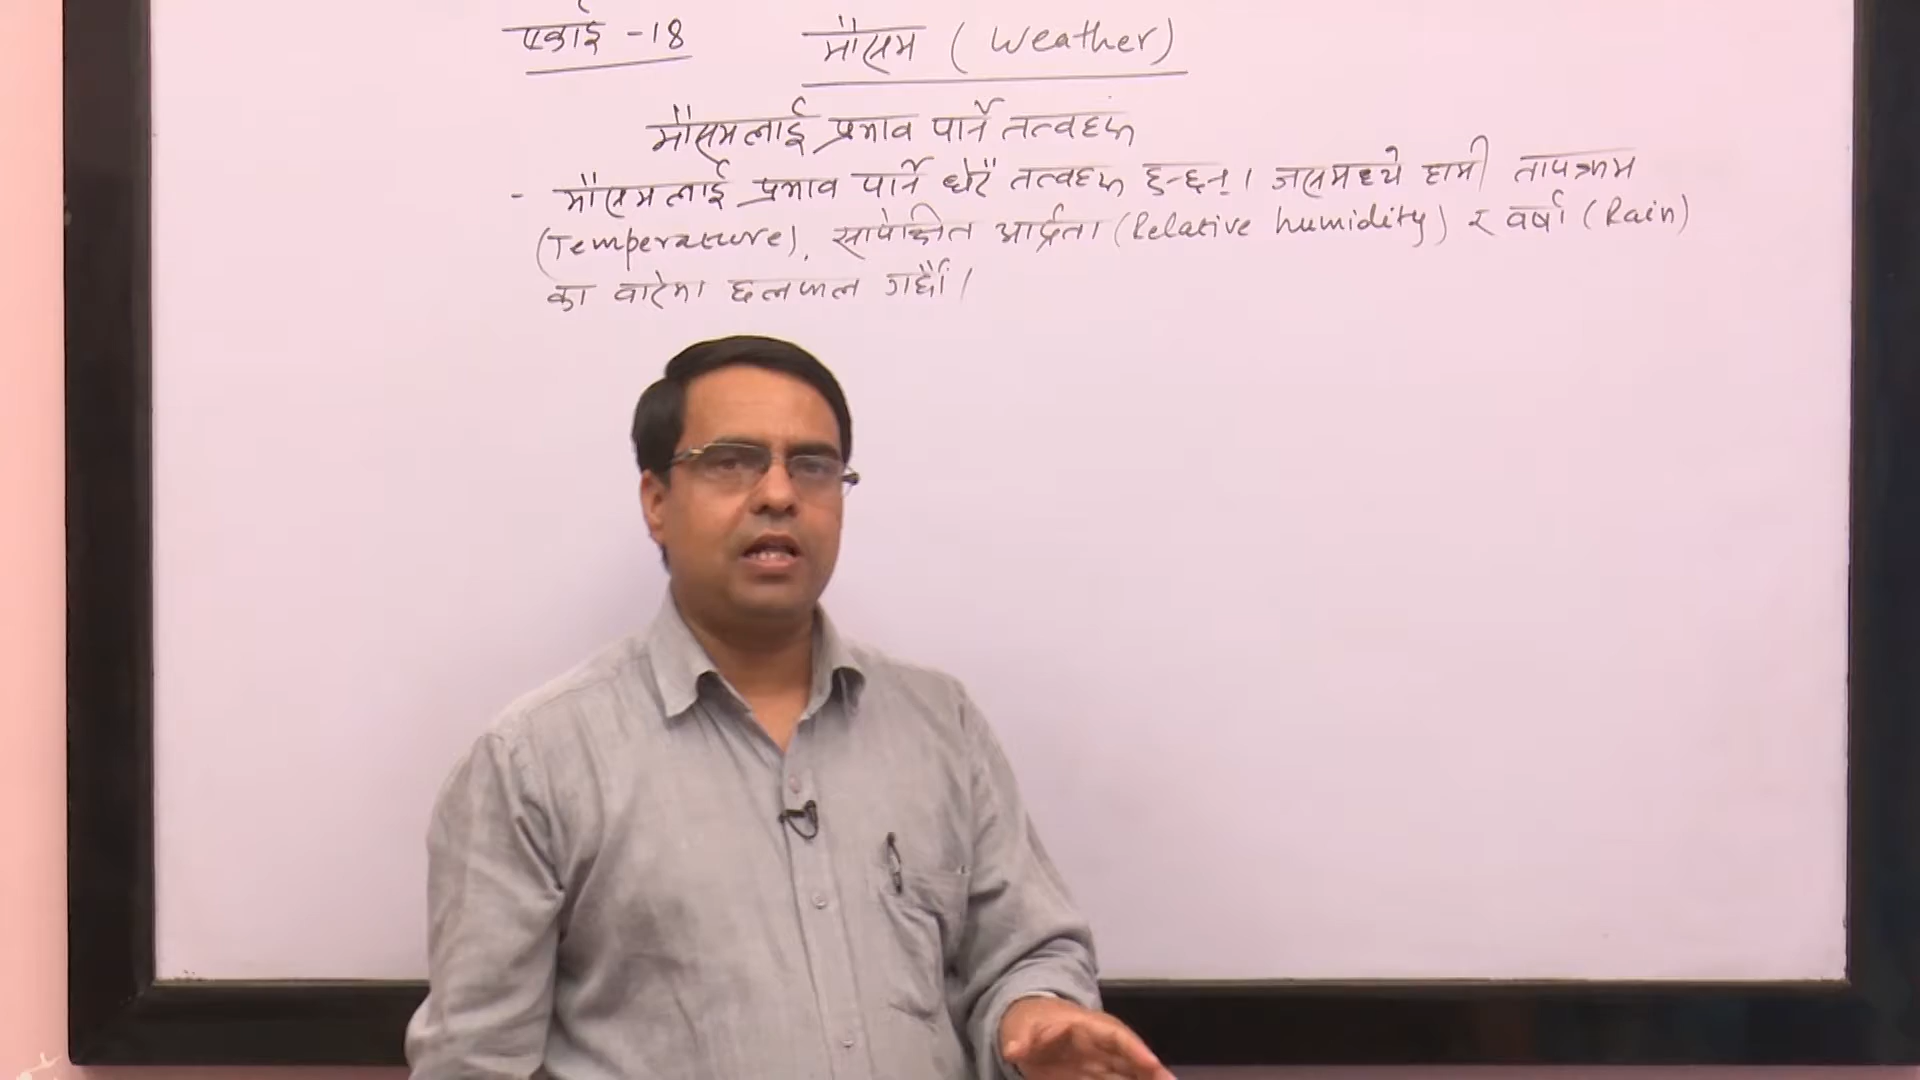 एकाई -18 मौसम (Weather)
मौसमलाई प्रभाव पार्ने तत्वहरू
- मौसमलाई प्रभाव पार्ने धेरै तत्वहरू हुन्छन् । जसमध्ये हामी तापक्रम
(Temperature), सापेक्षित आर्द्रता (Relative humidity) र वर्षा (Rain)
का बारेमा छलफल गर्छौं ।